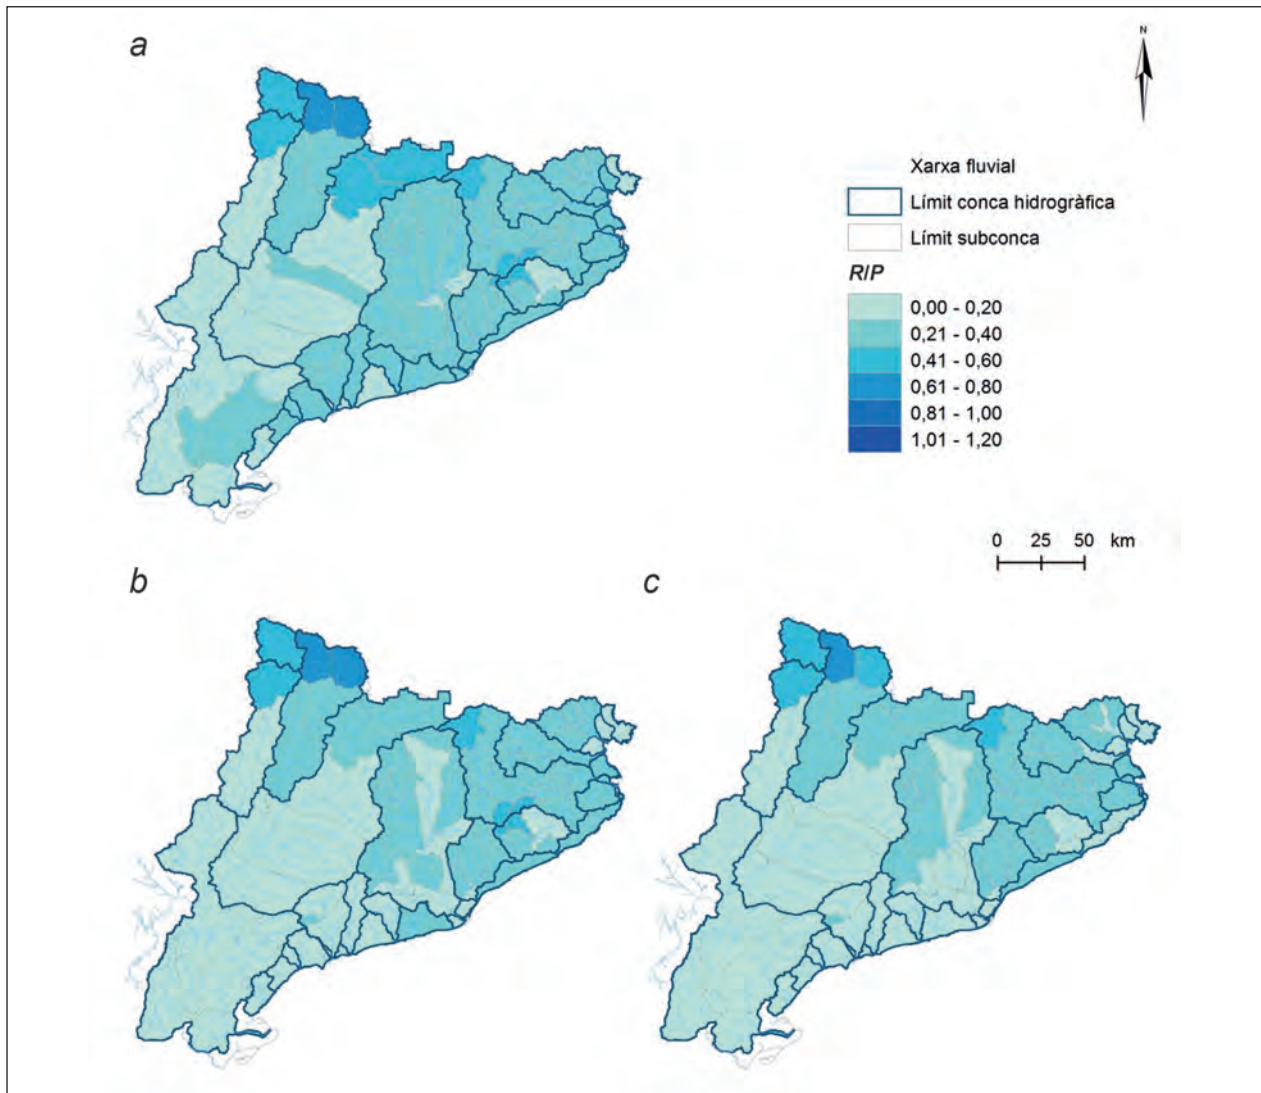 a
N
Xarxa fluvial
Límit conca hidrogràfica
Límit subconca
R/P
0,00 - 0,20
0,21 - 0,40
0,41 - 0,60
0,61 - 0,80
0,81 - 1,00
1,01 - 1,20
0 25 50 km
b
c